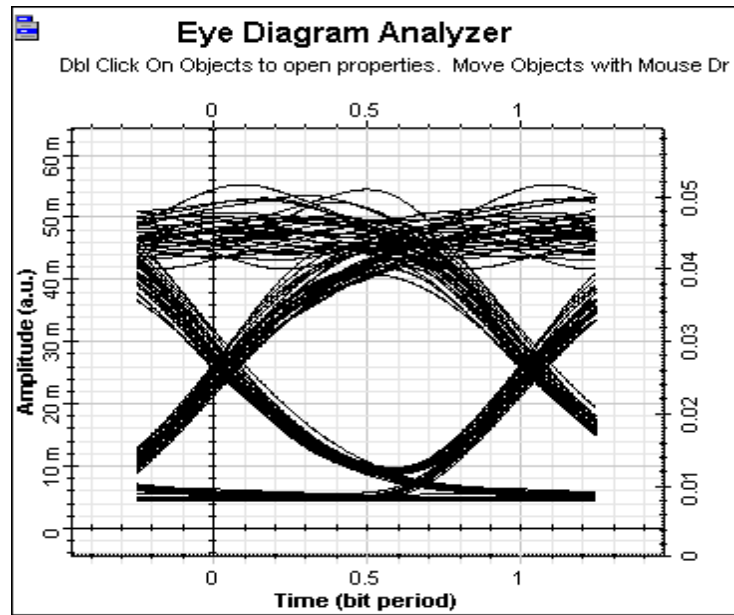 Eye Diagram Analyzer
Dbl Click On Objects to open properties. Move Objects with Mouse Dr
0 0.5 1
60 m
50 m
40 m
30 m
20 m
10 m
0
Amplitude (a.u.)
0.05
0.04
0.03
0.02
0.01
0
0 0.5 1
Time (bit period)